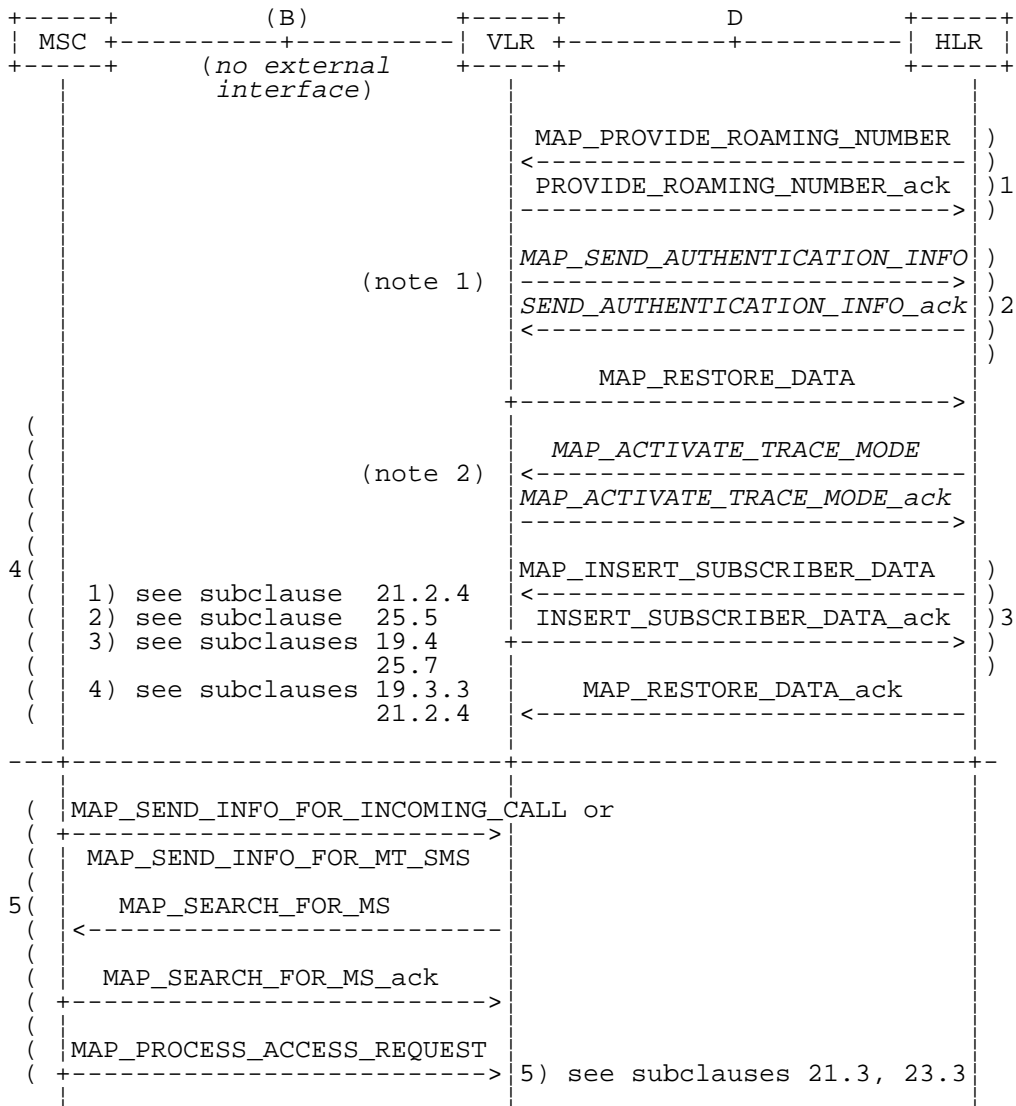 +-----+ (B) +-----+ D +-----+
¦ MSC +----------+----------¦ VLR +----------+----------¦ HLR ¦
+-----+ (no external +-----+ +-----+
interface)
MAP_PROVIDE_ROAMING_NUMBER )
<--------------------------- )
PROVIDE_ROAMING_NUMBER_ack )1
---------------------------> )
MAP_SEND_AUTHENTICATION_INFO )
(note 1) ---------------------------> )
SEND_AUTHENTICATION_INFO_ack )2
<--------------------------- )
)
MAP_RESTORE_DATA
+--------------------------->
(
( MAP_ACTIVATE_TRACE_MODE
( (note 2) <---------------------------
( MAP_ACTIVATE_TRACE_MODE_ack
( --------------------------->
(
4( MAP_INSERT_SUBSCRIBER_DATA )
( 1) see subclause 21.2.4 <--------------------------- )
( 2) see subclause 25.5 INSERT_SUBSCRIBER_DATA_ack )3
( 3) see subclauses 19.4 +---------------------------> )
( 25.7 )
( 4) see subclauses 19.3.3 MAP_RESTORE_DATA_ack
( 21.2.4 <---------------------------
---+---------------------------+----------------------------+-
( MAP_SEND_INFO_FOR_INCOMING_CALL or
( +-------------------------->
( MAP_SEND_INFO_FOR_MT_SMS
(
5( MAP_SEARCH_FOR_MS
( <--------------------------
(
( MAP_SEARCH_FOR_MS_ack
( +-------------------------->
(
( MAP_PROCESS_ACCESS_REQUEST
( +--------------------------> 5) see subclauses 21.3, 23.3